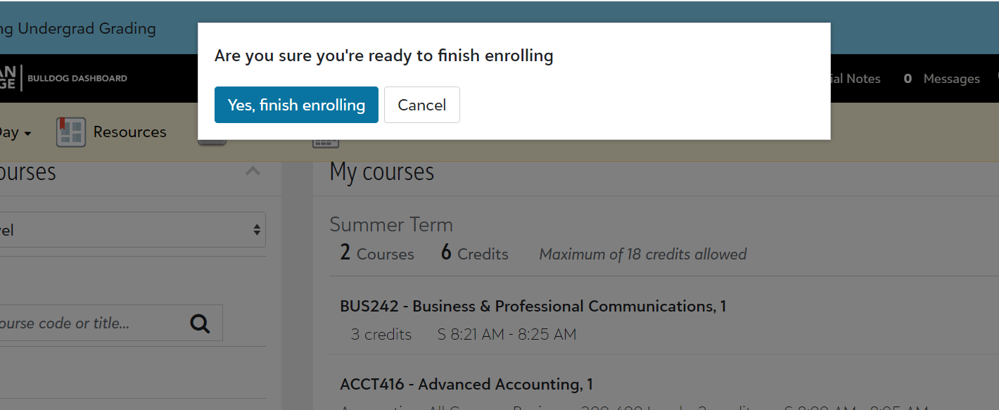 ng Undergrad Grading
Are you sure you're ready to finish enrolling
Yes, finish enrolling
Cancel
AN
GE
BULLDOG DASHBOARD
ial Notes
0 Messages
Day
Resources
ourses
My courses
vel
Summer Term
2 Courses 6 Credits Maximum of 18 credits allowed
ourse code or title...
BUS242 - Business & Professional Communications, 1
3 credits S 8:21 AM - 8:25 AM
ACCT416 - Advanced Accounting, 1